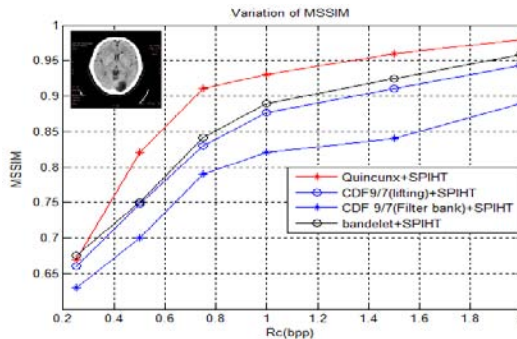 Variation of MSSIM
1
0.95
0.9
0.85
0.8
0.75
0.7
0.65
MSSIM
Quincunx+SPIHT
CDF9/7(lifting)+SPIHT
CDF 9/7(Filter bank)+SPIHT
bandelet+SPIHT
0.2 0.4 0.6 0.8 1 1.2 1.4 1.6 1.8
Rc(bpp)